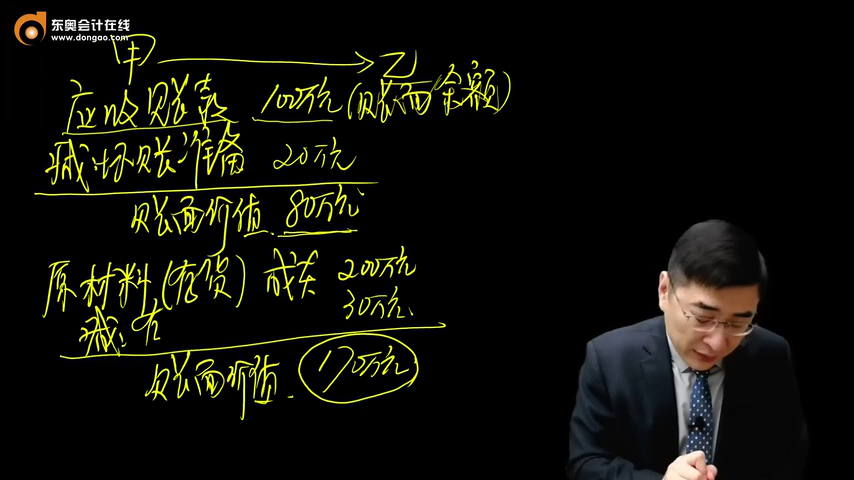 东奥会计在线
www.dongao.com
甲 → 乙
应收账款 100万元 (账面余额)
减:坏账准备 20万元
账面价值 80万元
原材料(存货) 成本 200万元
减: 30万元
账面价值 170万元